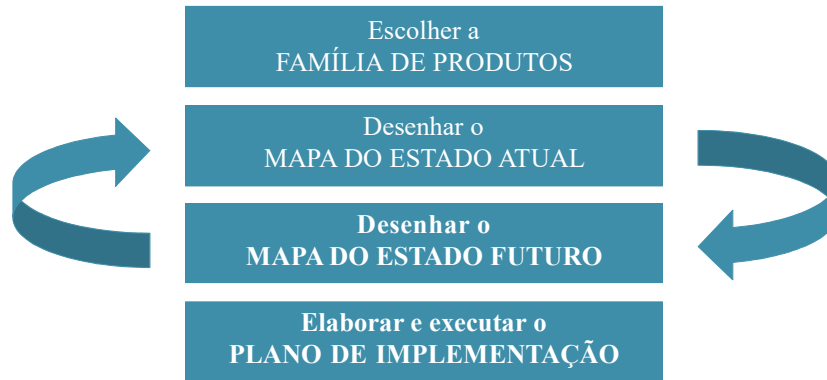 Escolher a
FAMÍLIA DE PRODUTOS
Desenhar o
MAPA DO ESTADO ATUAL
Desenhar o
MAPA DO ESTADO FUTURO
Elaborar e executar o
PLANO DE IMPLEMENTAÇÃO